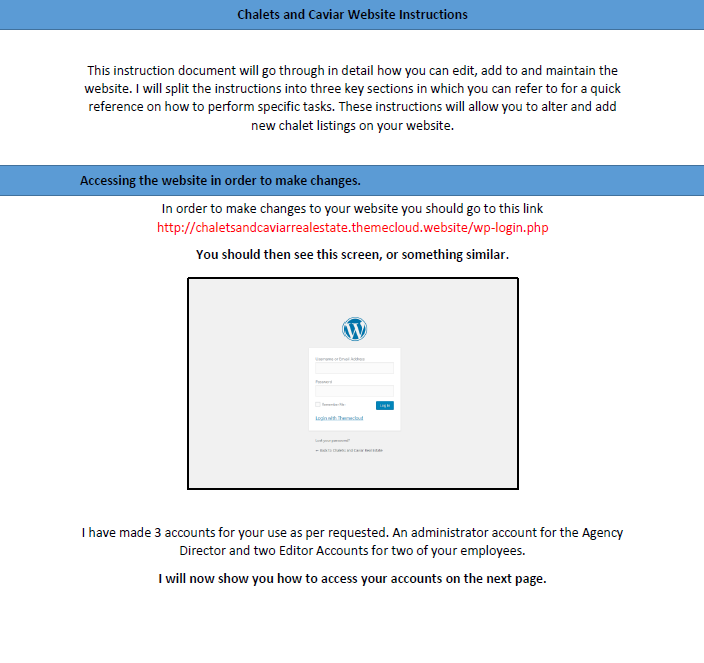 Chalets and Caviar Website Instructions
This instruction document will go through in detail how you can edit, add to and maintain the
website. I will split the instructions into three key sections in which you can refer to for a quick
reference on how to perform specific tasks. These instructions will allow you to alter and add
new chalet listings on your website.
Accessing the website in order to make changes.
In order to make changes to your website you should go to this link
http://chaletsandcaviarrealestate.themecloud.website/wp-login.php
You should then see this screen, or something similar.
Username or Email Address
Password
Remember Me
Log In
Login with Themecloud
Lost your password?
← Back to Chalets and Caviar Real Estate
I have made 3 accounts for your use as per requested. An administrator account for the Agency
Director and two Editor Accounts for two of your employees.
I will now show you how to access your accounts on the next page.